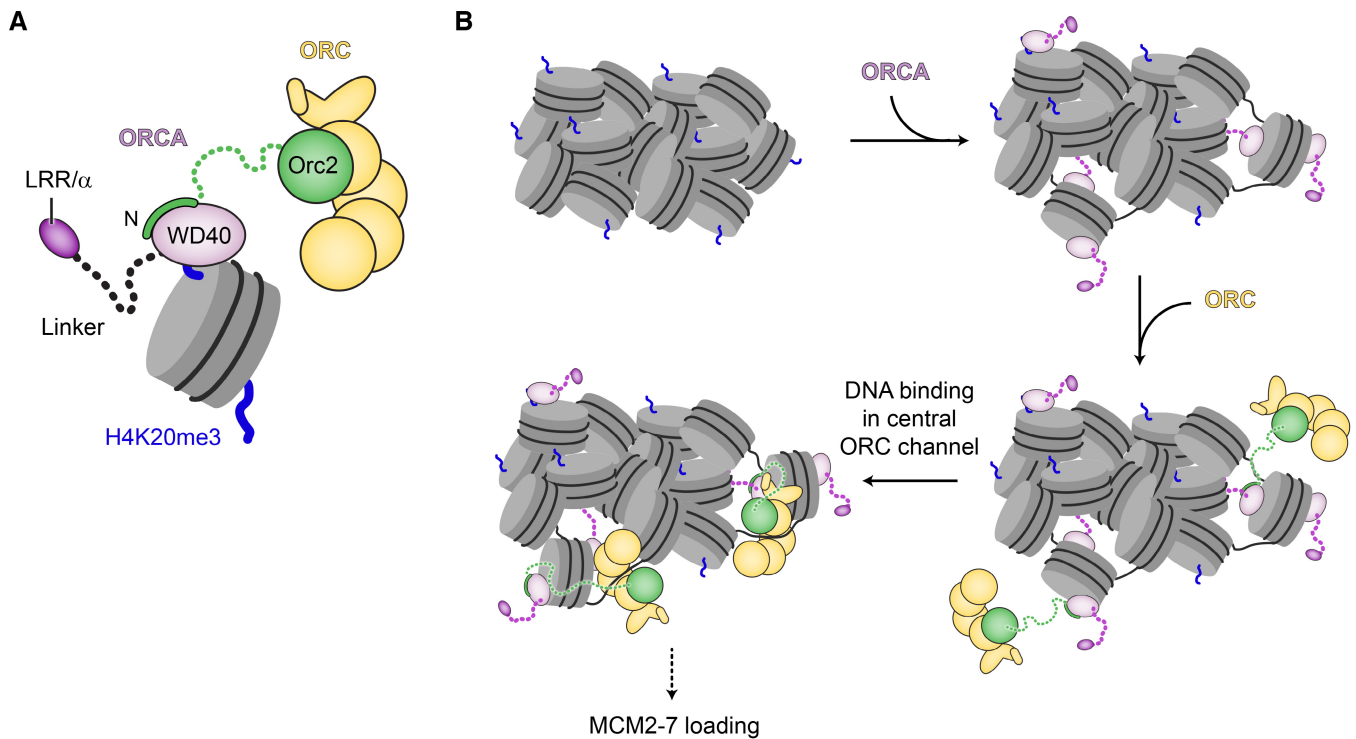 A
ORC
ORCA
Orc2
LRR/α
N
WD40
Linker
H4K20me3
B
ORCA
ORC
DNA binding
in central
ORC channel
MCM2-7 loading